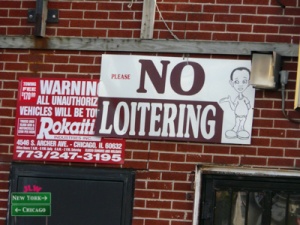 WARNIN
ALL UNAUTHORIZ
VEHICLES WILL BE TOW
Rokatti
4546 S. ARCHER AVE. - CHICAGO, IL 60632
773/247-3195
PLEASE
NO
LOITERING
NEW YORK
CHICAGO